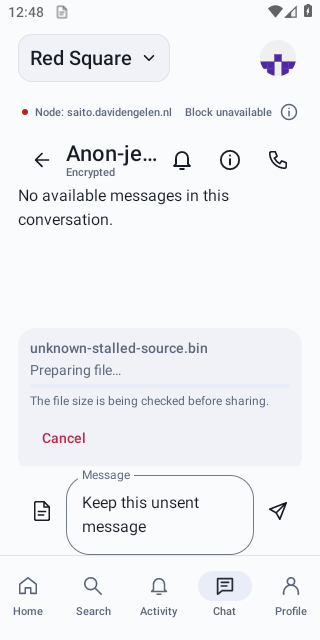 12:48
Red Square
Node: saito.davidengelen.nl Block unavailable
Anon-je...
Encrypted
No available messages in this
conversation.
unknown-stalled-source.bin
Preparing file…
The file size is being checked before sharing.
Cancel
Message
Keep this unsent
message
Home Search Activity Chat Profile